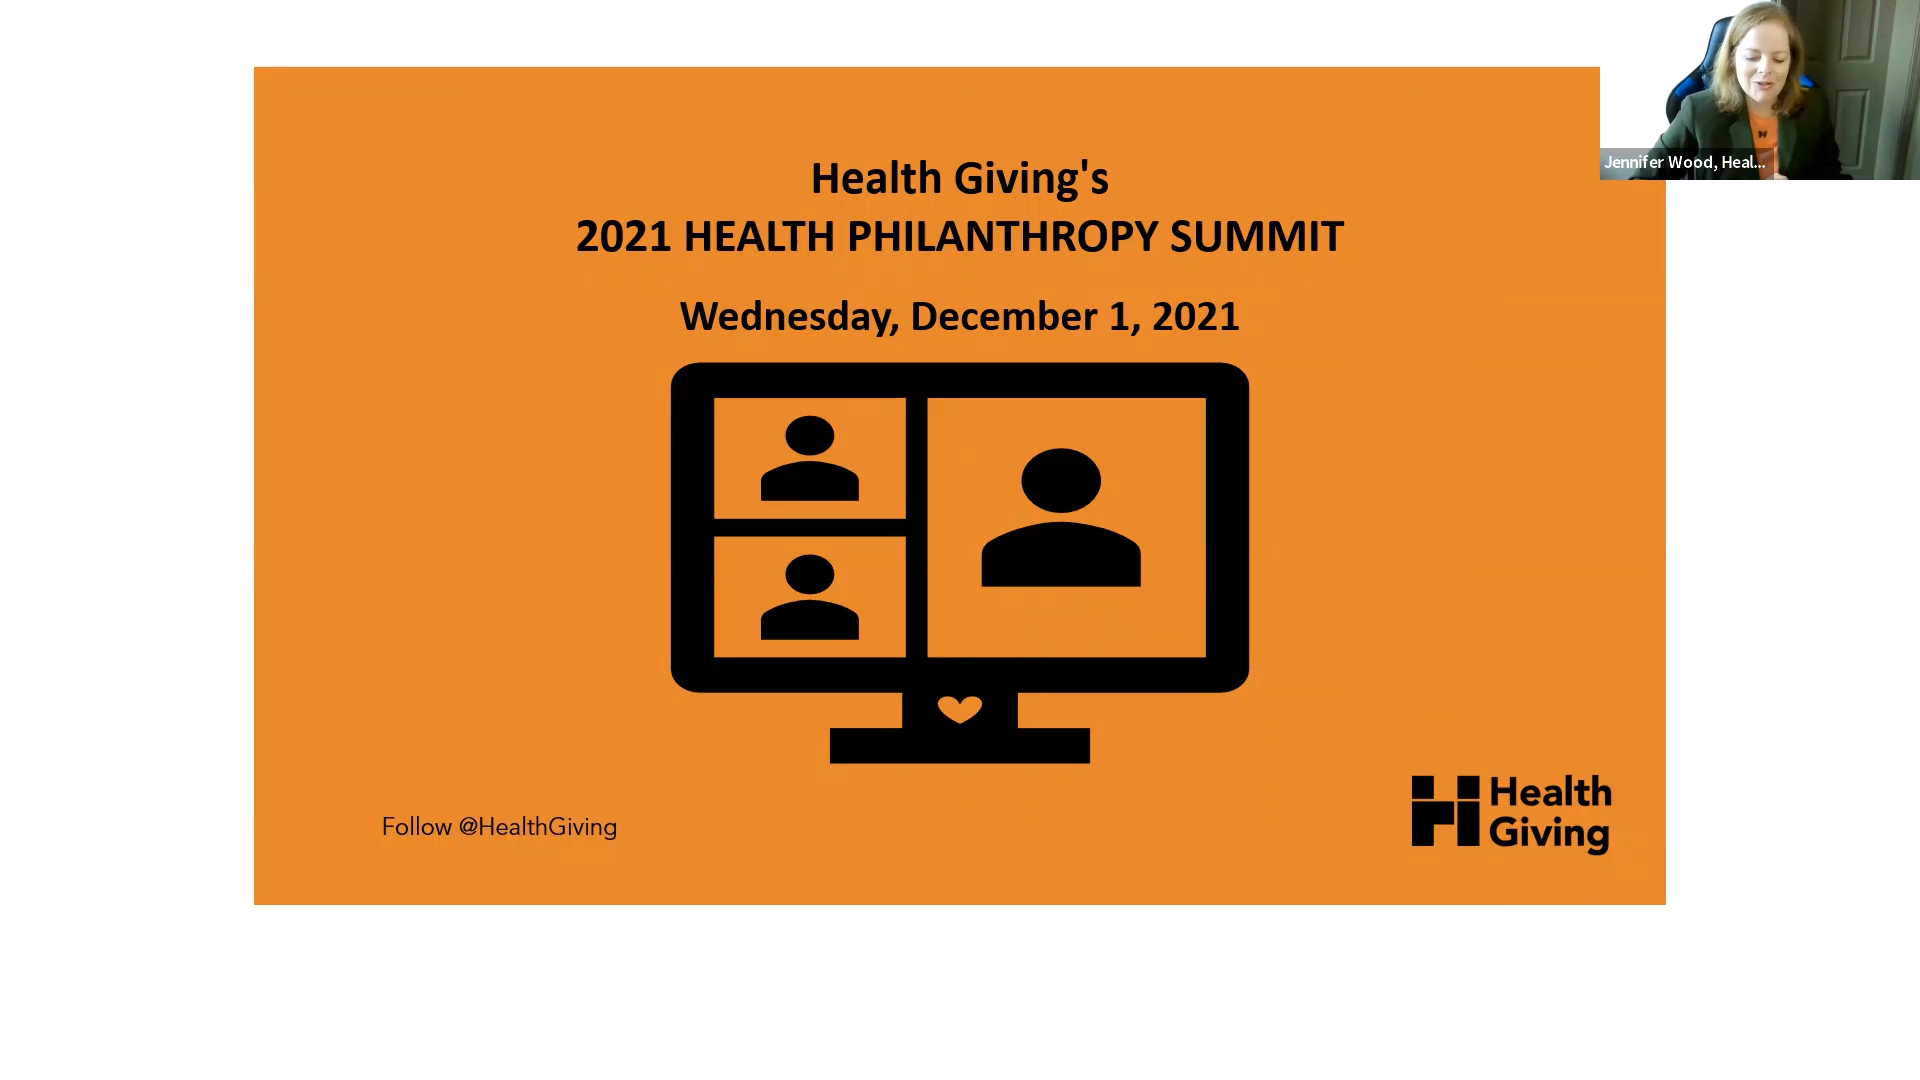 Health Giving's
2021 HEALTH PHILANTHROPY SUMMIT
Wednesday, December 1, 2021
Follow @HealthGiving
Health
Giving
Jennifer Wood, Heal...